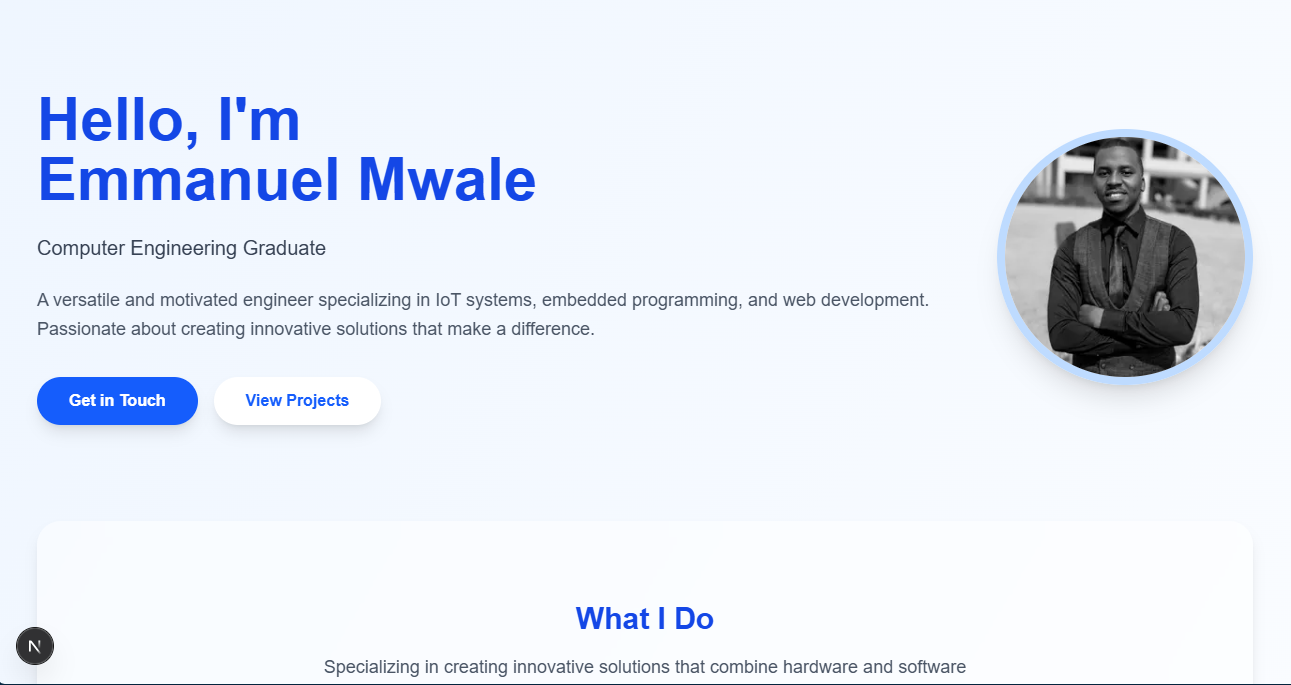 Hello, I'm
Emmanuel Mwale
Computer Engineering Graduate
A versatile and motivated engineer specializing in IoT systems, embedded programming, and web development.
Passionate about creating innovative solutions that make a difference.
Get in Touch
View Projects
What I Do
N
Specializing in creating innovative solutions that combine hardware and software